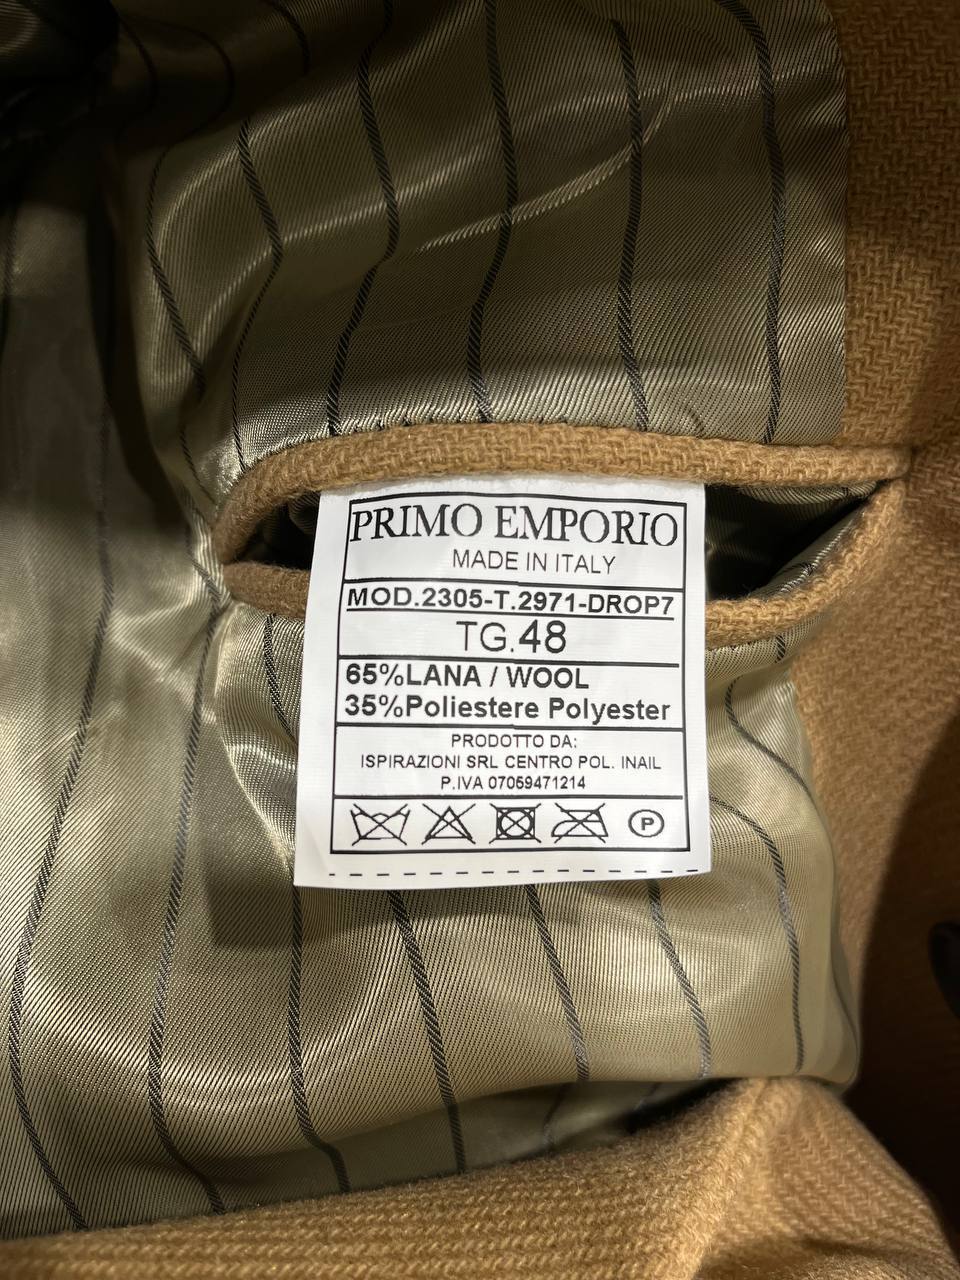 PRIMO EMPORIO
MADE IN ITALY
MOD.2305-T.2971-DROP7
TG.48
65%LANA / WOOL
35%Poliestere Polyester
PRODOTTO DA:
ISPIRAZIONI SRL CENTRO POL. INAIL
P.IVA 07059471214
P